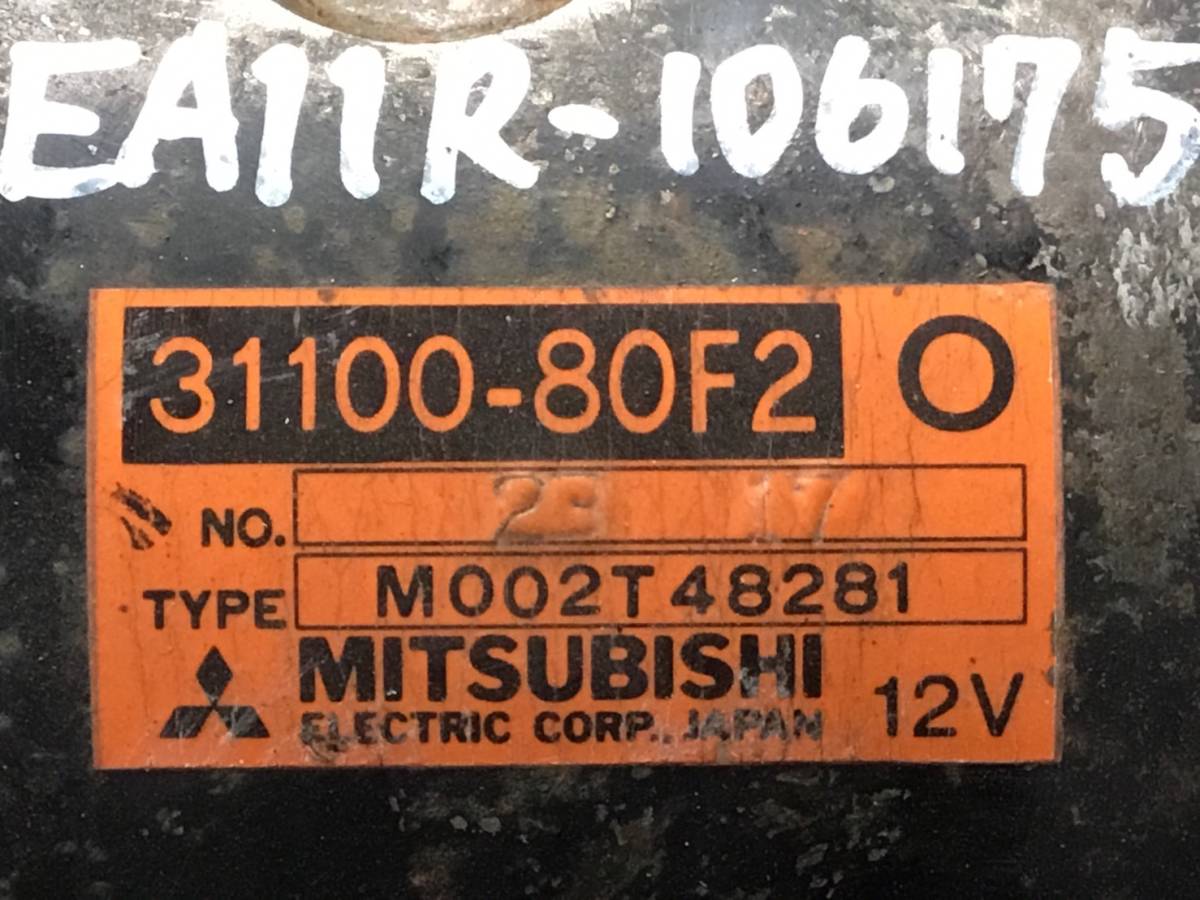 EA11R-106175
31100-80F2 O
NO.
TYPE M002T48281
MITSUBISHI
ELECTRIC CORP., JAPAN 12V